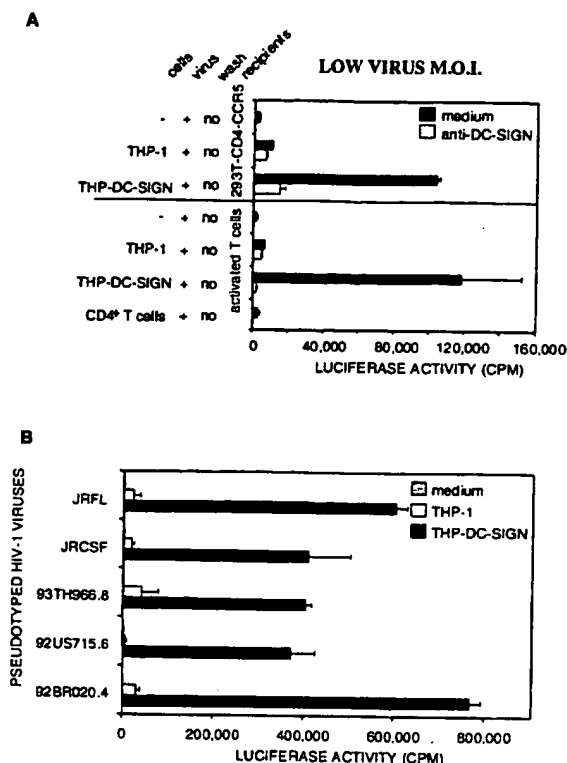 A
cells
virus
wash
recipients
LOW VIRUS M.O.I.
medium
anti-DC-SIGN
- + no
THP-1 + no
THP-DC-SIGN + no
293T-CD4-CCR5
- + no
THP-1 + no
THP-DC-SIGN + no
CD4+ T cells + no
activated T cells
0 40,000 80,000 120,000 160,000
LUCIFERASE ACTIVITY (CPM)
B
PSEUDOTYPED HIV-1 VIRUSES
medium
THP-1
THP-DC-SIGN
JRFL
JRCSF
93TH966.8
92US715.6
92BR020.4
0 200,000 400,000 600,000 800,000
LUCIFERASE ACTIVITY (CPM)